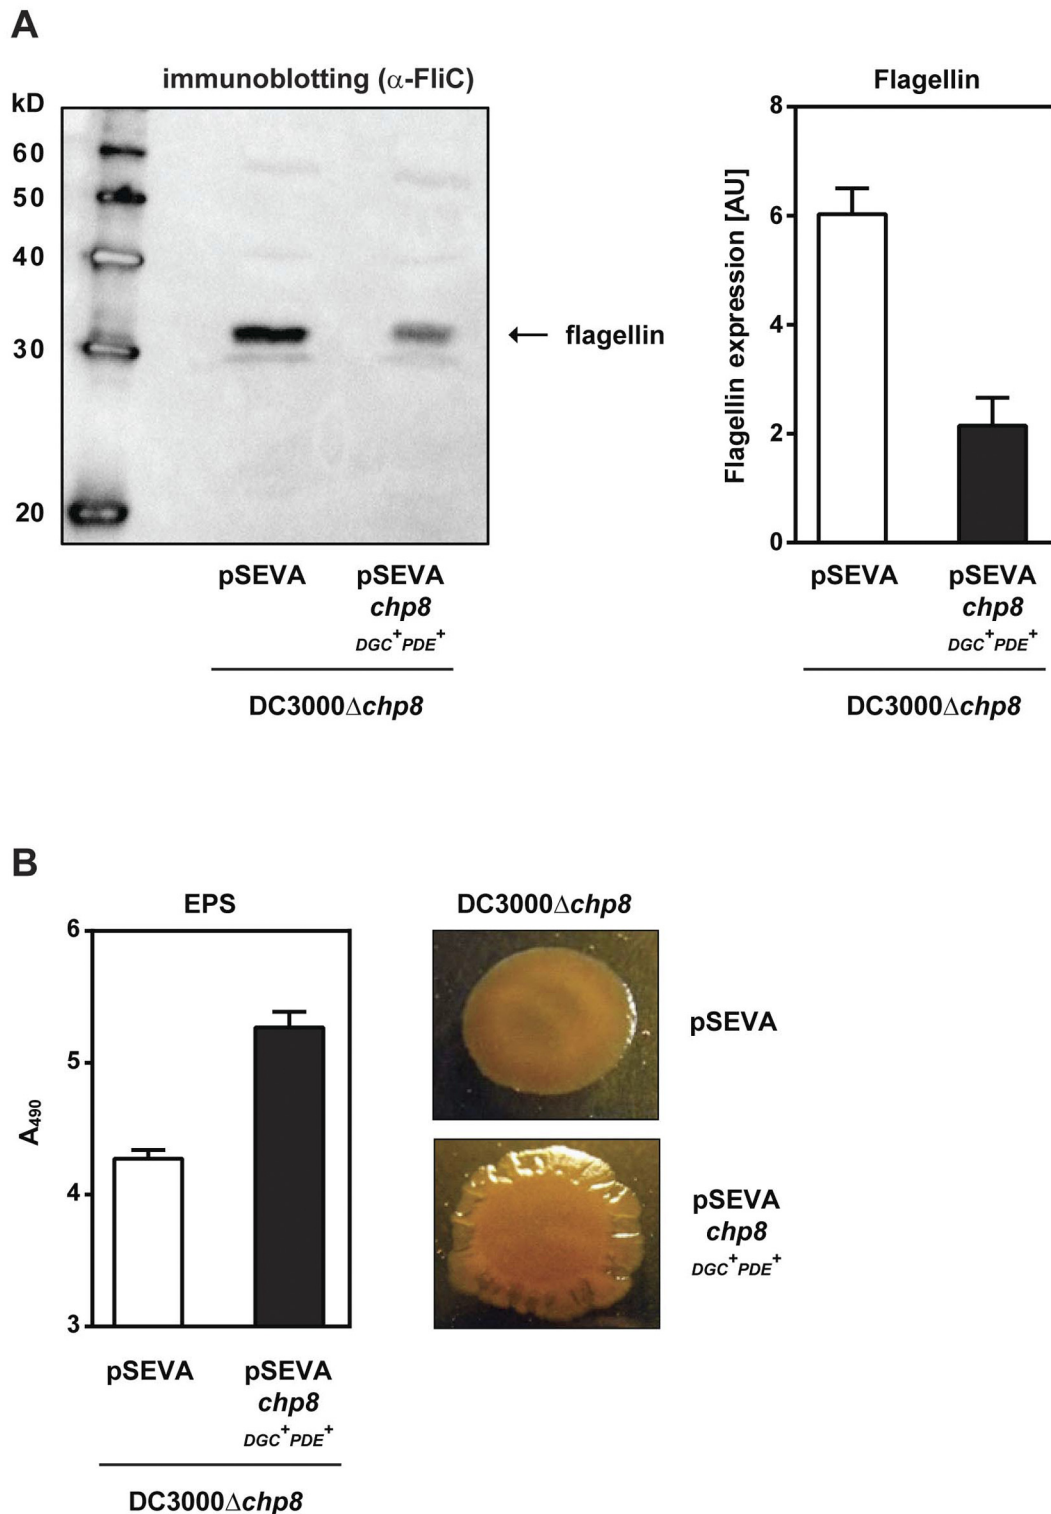 A
immunoblotting (α-FliC)
kD
60
50
40
30
20
flagellin
pSEVA
pSEVA
chp8
DGC⁺PDE⁺
DC3000Δchp8
Flagellin
Flagellin expression [AU]
8
6
4
2
0
pSEVA
pSEVA
chp8
DGC⁺PDE⁺
DC3000Δchp8
B
EPS
A₄₉₀
6
5
4
3
pSEVA
pSEVA
chp8
DGC⁺PDE⁺
DC3000Δchp8
DC3000Δchp8
pSEVA
pSEVA
chp8
DGC⁺PDE⁺